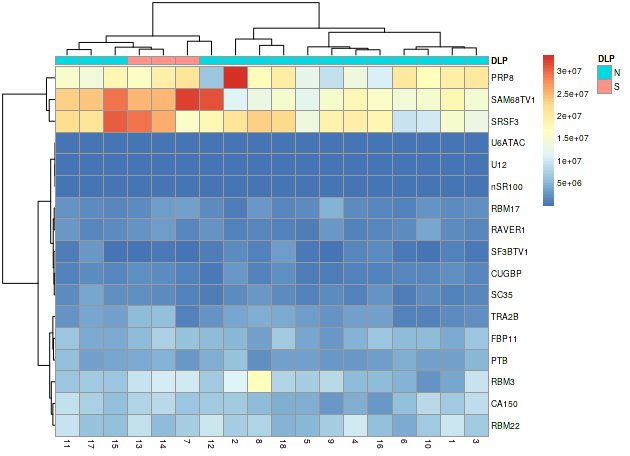 DLP
PRP8
SAM68TV1
SRSF3
U6ATAC
U12
nSR100
RBM17
RAVER1
SF3BTV1
CUGBP
SC35
TRA2B
FBP11
PTB
RBM3
CA150
RBM22
11 17 15 13 14 7 12 2 8 18 5 9 4 16 6 10 1 3
3e+07
2.5e+07
2e+07
1.5e+07
1e+07
5e+06
DLP
N
S